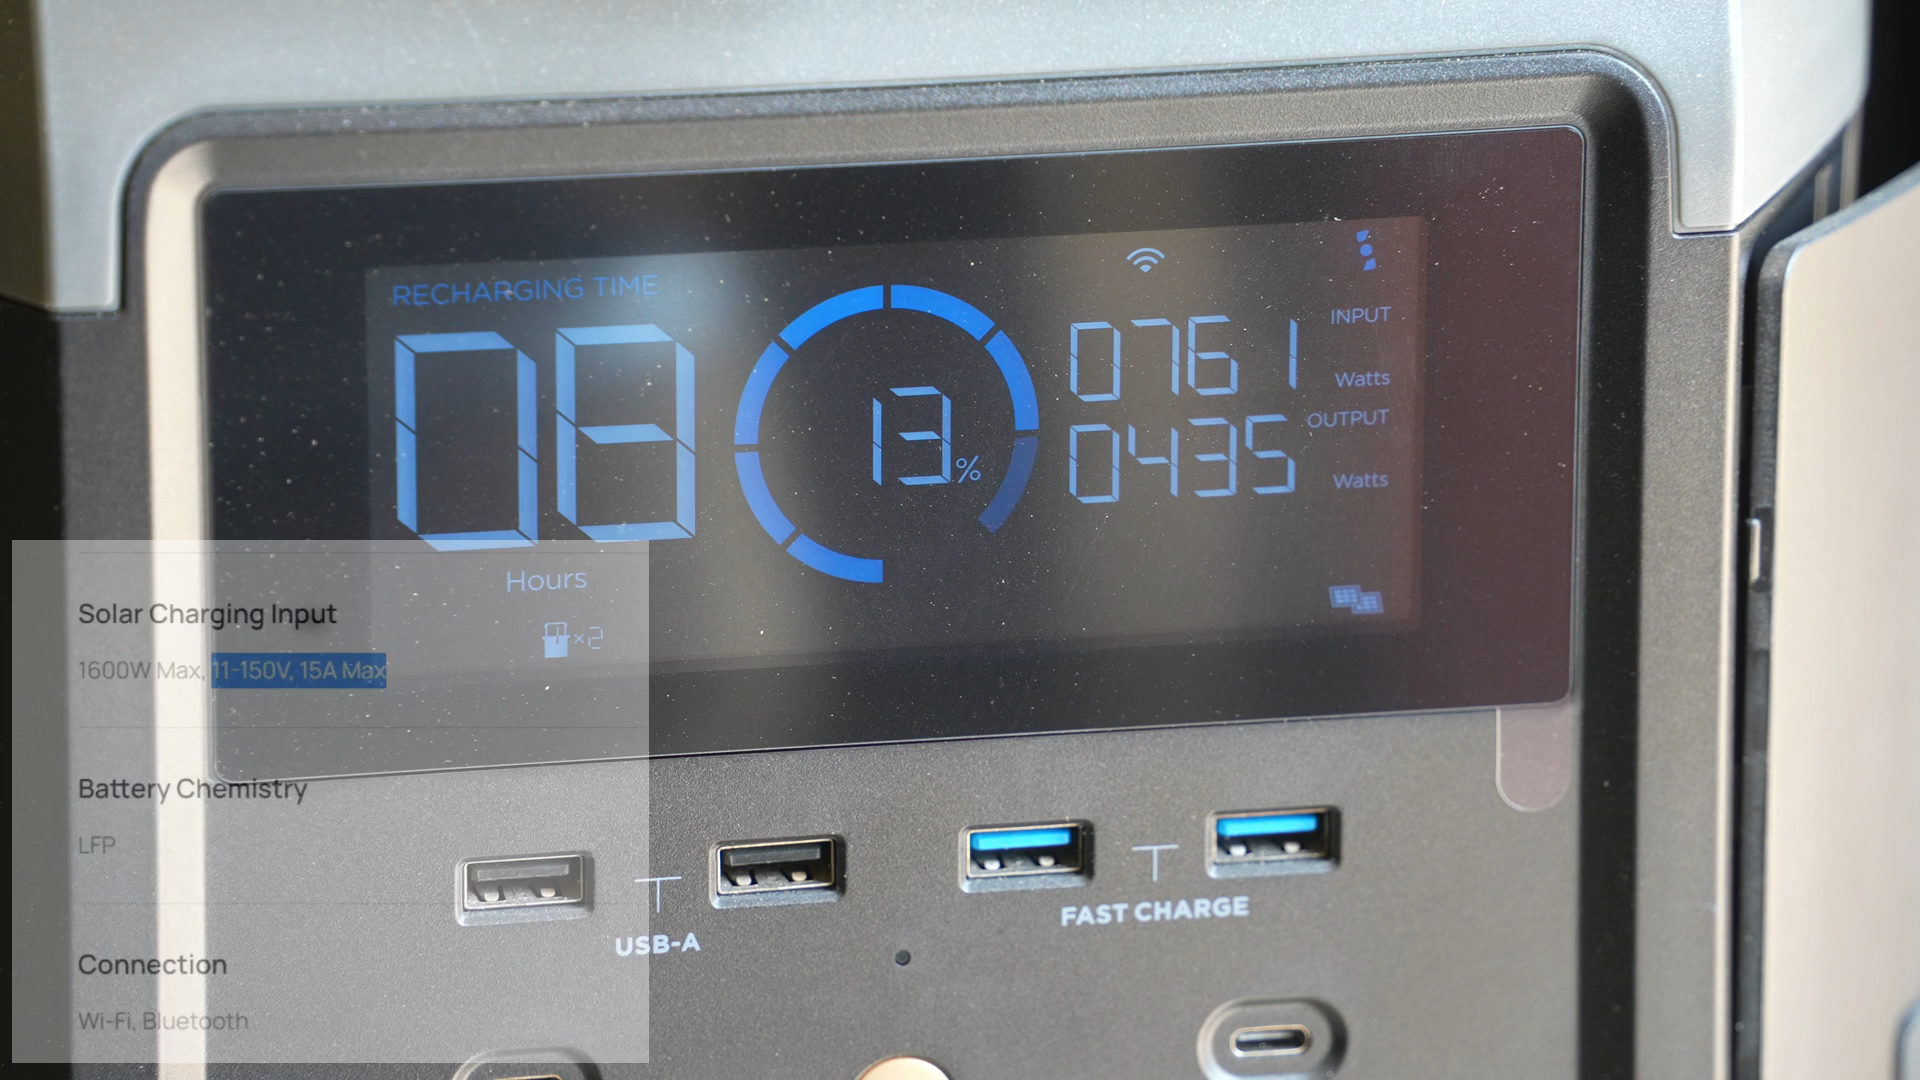 RECHARGING TIME
08
Hours
×2
13%
0761
INPUT
Watts
0435
OUTPUT
Watts
Solar Charging Input
1600W Max, 11-150V, 15A Max
Battery Chemistry
LFP
Connection
Wi-Fi, Bluetooth
USB-A
FAST CHARGE